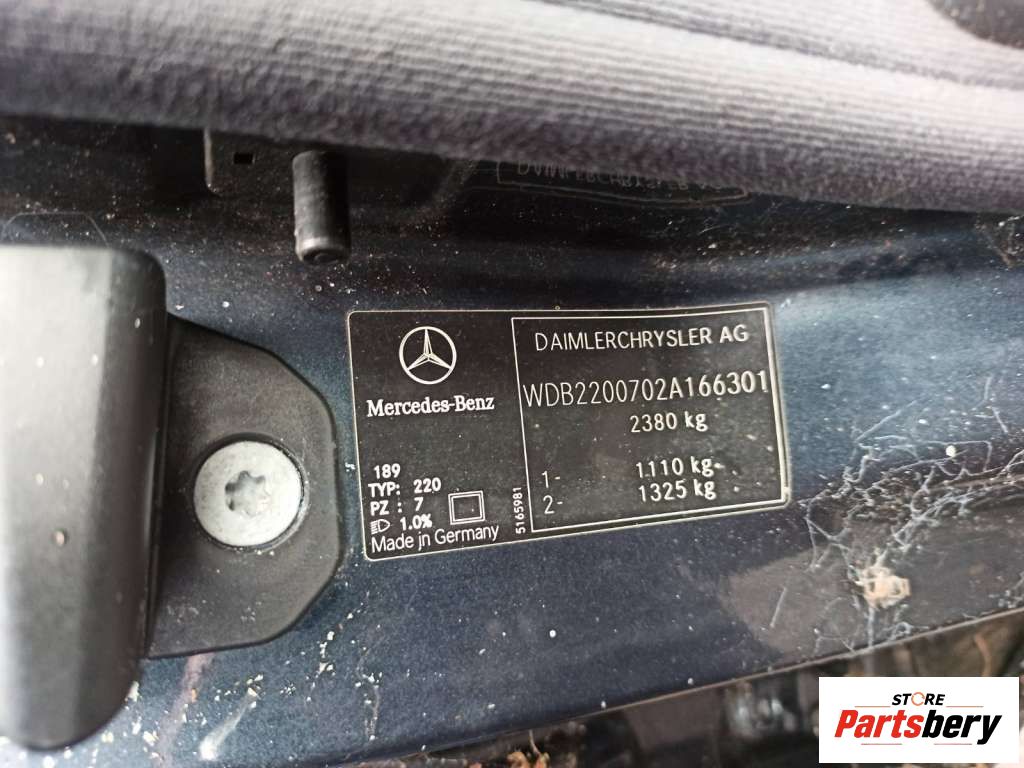 Mercedes-Benz
189
TYP: 220
PZ : 7
1.0%
Made in Germany
5165981
DAIMLERCHRYSLER AG
WDB2200702A166301
2380 kg
1- 1110 kg
2- 1325 kg
STORE
Partsbery